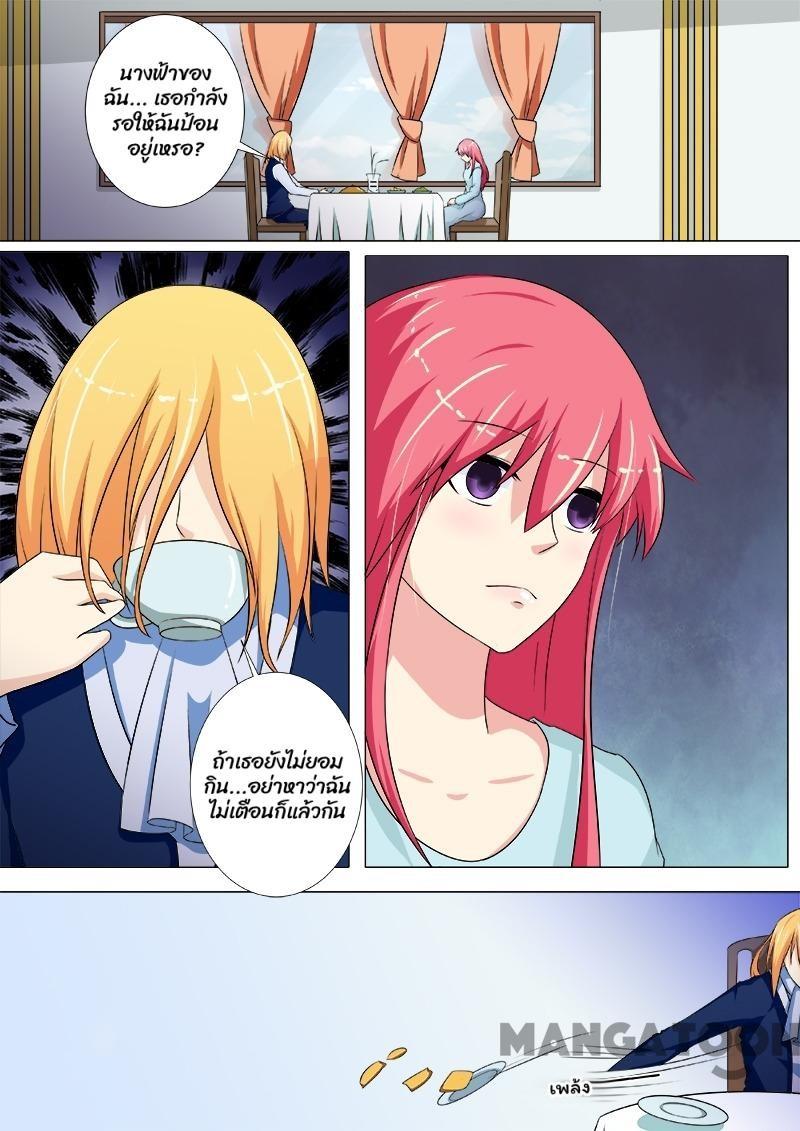 นางฟ้าของ
ฉัน... เธอกำลัง
รอให้ฉันป้อน
อยู่เหรอ?
ถ้าเธอยังไม่ยอม
กิน...อย่าหาว่าฉัน
ไม่เตือนก็แล้วกัน
MANGATOON
เพล้ง